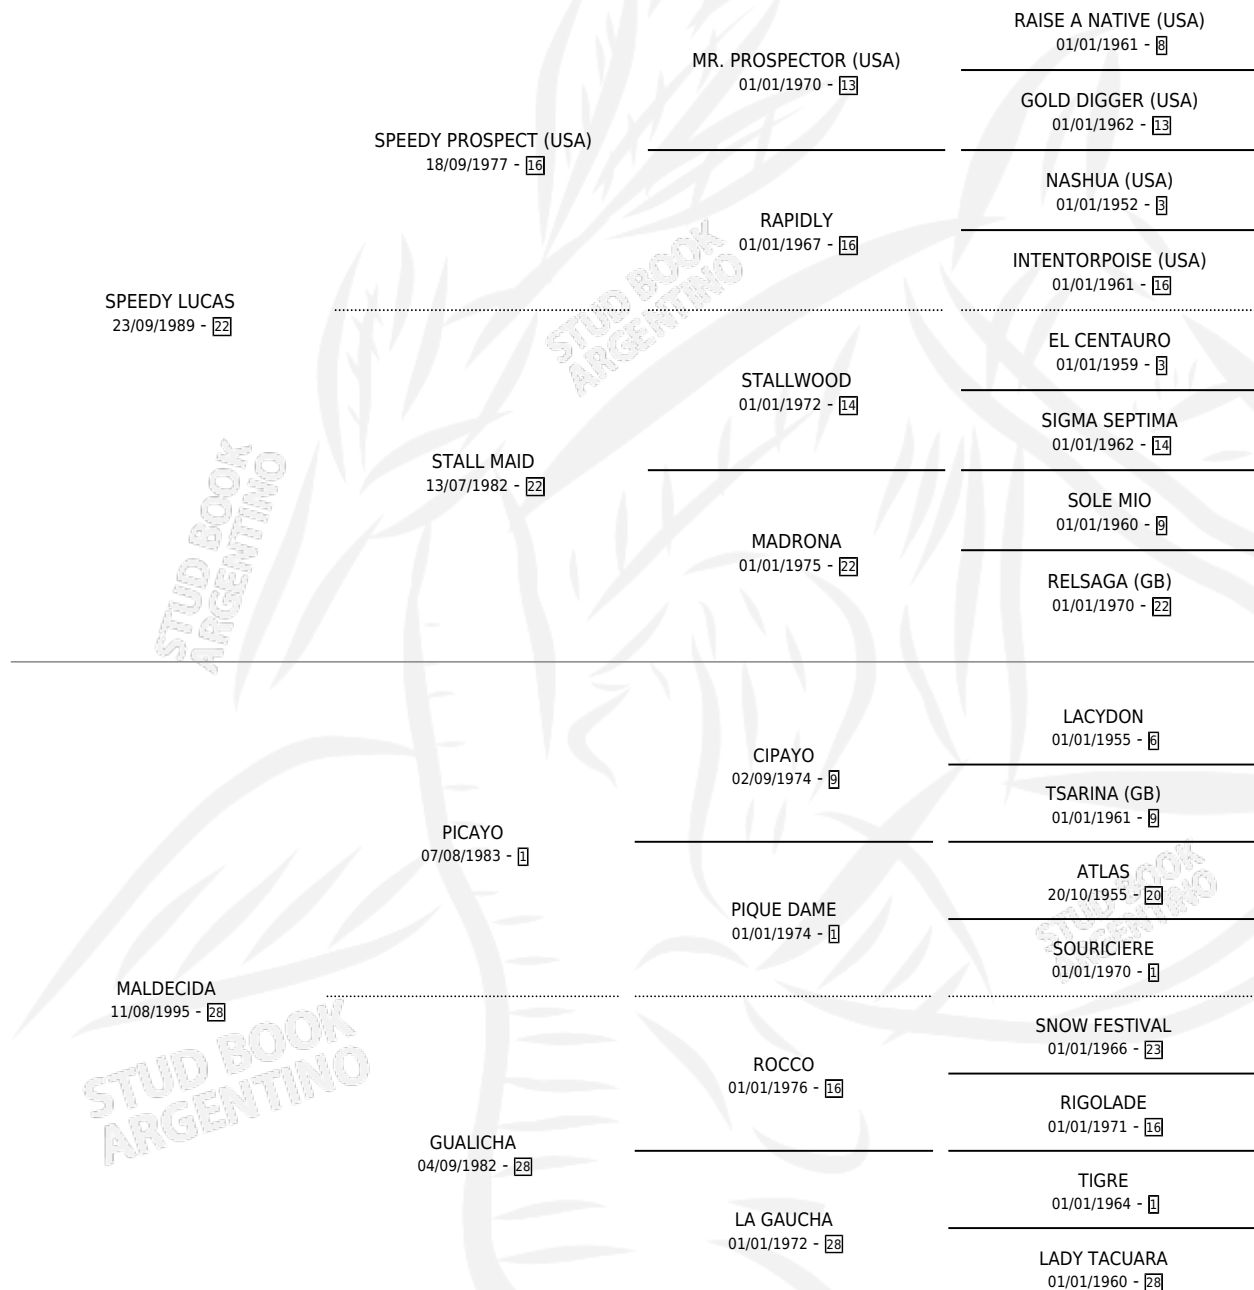 RAISE A NATIVE (USA)
01/01/1961 - 8
MR. PROSPECTOR (USA)
01/01/1970 - 13
GOLD DIGGER (USA)
01/01/1962 - 13
SPEEDY PROSPECT (USA)
18/09/1977 - 16
NASHUA (USA)
01/01/1952 - 3
RAPIDLY
01/01/1967 - 16
INTENTORPOISE (USA)
01/01/1961 - 16
SPEEDY LUCAS
23/09/1989 - 22
EL CENTAURO
01/01/1959 - 3
STALLWOOD
01/01/1972 - 14
SIGMA SEPTIMA
01/01/1962 - 14
STALL MAID
13/07/1982 - 22
SOLE MIO
01/01/1960 - 9
MADRONA
01/01/1975 - 22
RELSAGA (GB)
01/01/1970 - 22
LACYDON
01/01/1955 - 6
CIPAYO
02/09/1974 - 9
TSARINA (GB)
01/01/1961 - 9
PICAYO
07/08/1983 - 1
ATLAS
20/10/1955 - 20
PIQUE DAME
01/01/1974 - 1
SOURICIERE
01/01/1970 - 1
MALDECIDA
11/08/1995 - 28
SNOW FESTIVAL
01/01/1966 - 23
ROCCO
01/01/1976 - 16
RIGOLADE
01/01/1971 - 16
GUALICHA
04/09/1982 - 28
TIGRE
01/01/1964 - 1
LA GAUCHA
01/01/1972 - 28
LADY TACUARA
01/01/1960 - 28
STUD BOOK
ARGENTINO
STUD BOOK
ARGENTINO
STUD BOOK
ARGENTINO
STUD BOOK
ARGENTINO